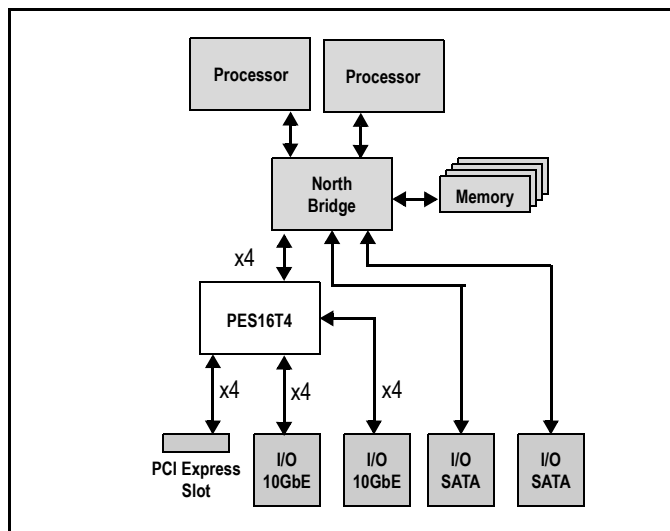 Processor
Processor
North
Bridge
Memory
x4
PES16T4
x4
x4
x4
PCI Express
Slot
I/O
10GbE
I/O
10GbE
I/O
SATA
I/O
SATA